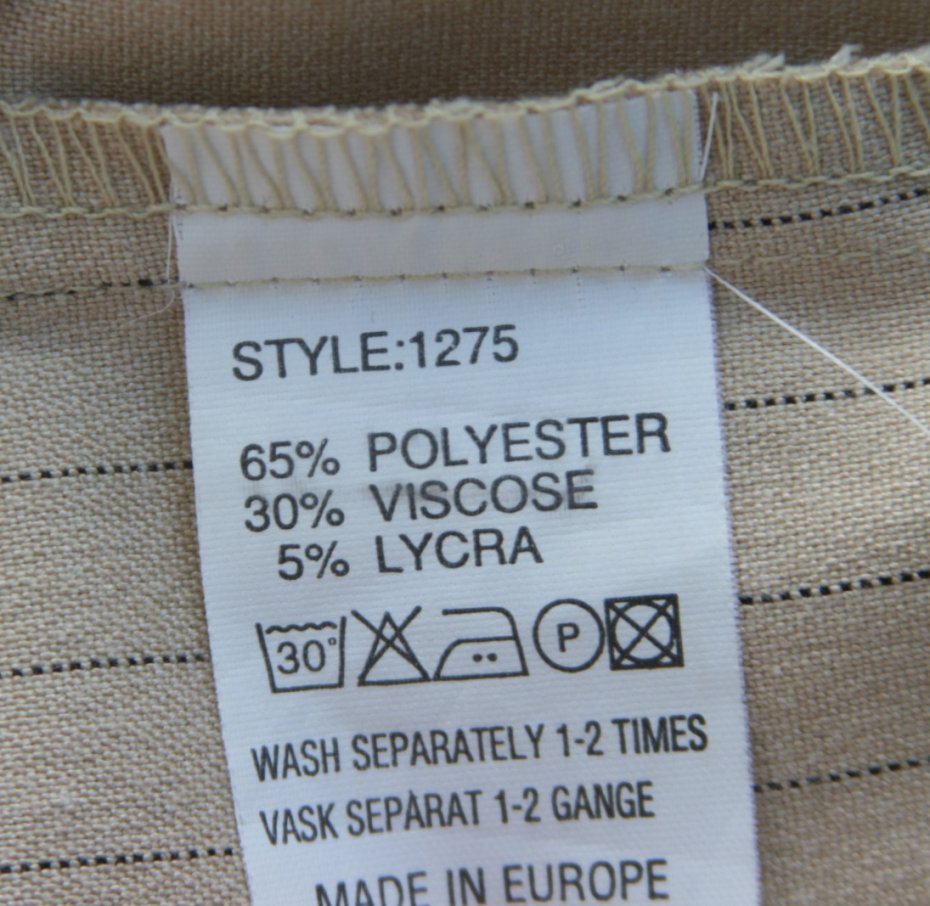 STYLE:1275
65% POLYESTER
30% VISCOSE
5% LYCRA
30° P
WASH SEPARATELY 1-2 TIMES
VASK SEPARAT 1-2 GANGE
MADE IN EUROPE